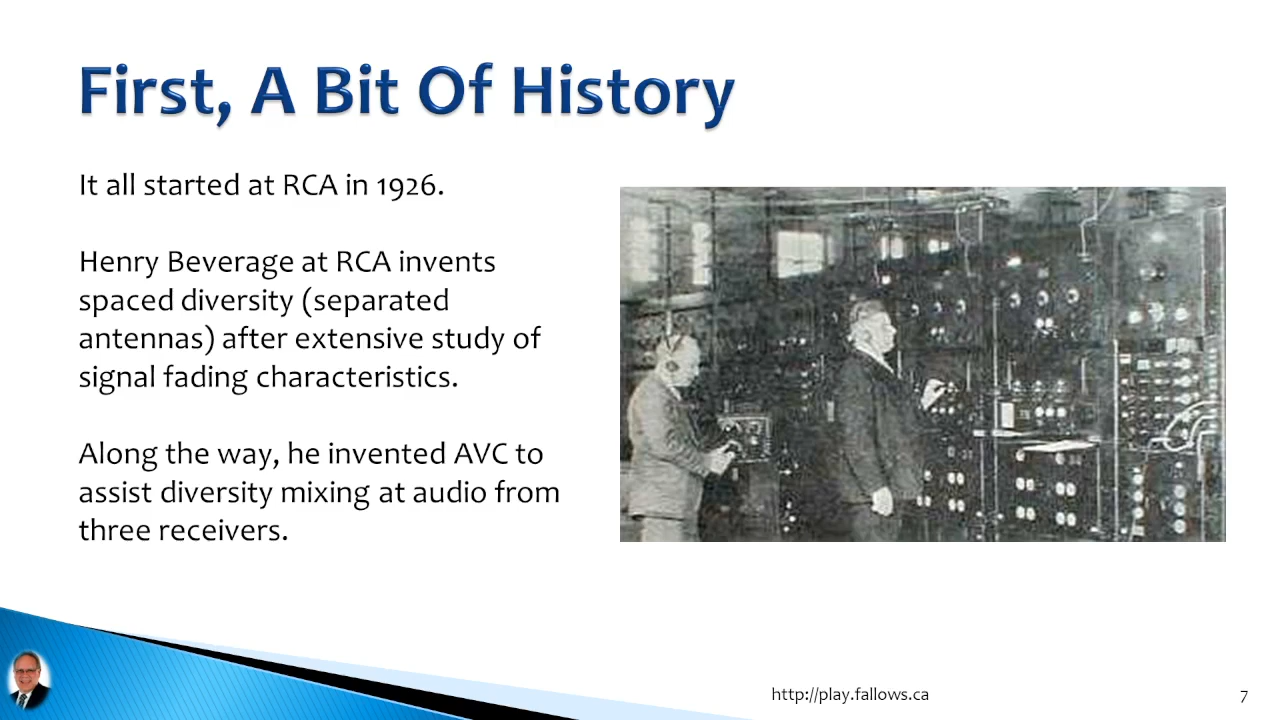 First, A Bit Of History
It all started at RCA in 1926.
Henry Beverage at RCA invents
spaced diversity (separated
antennas) after extensive study of
signal fading characteristics.
Along the way, he invented AVC to
assist diversity mixing at audio from
three receivers.
http://play.fallows.ca
7